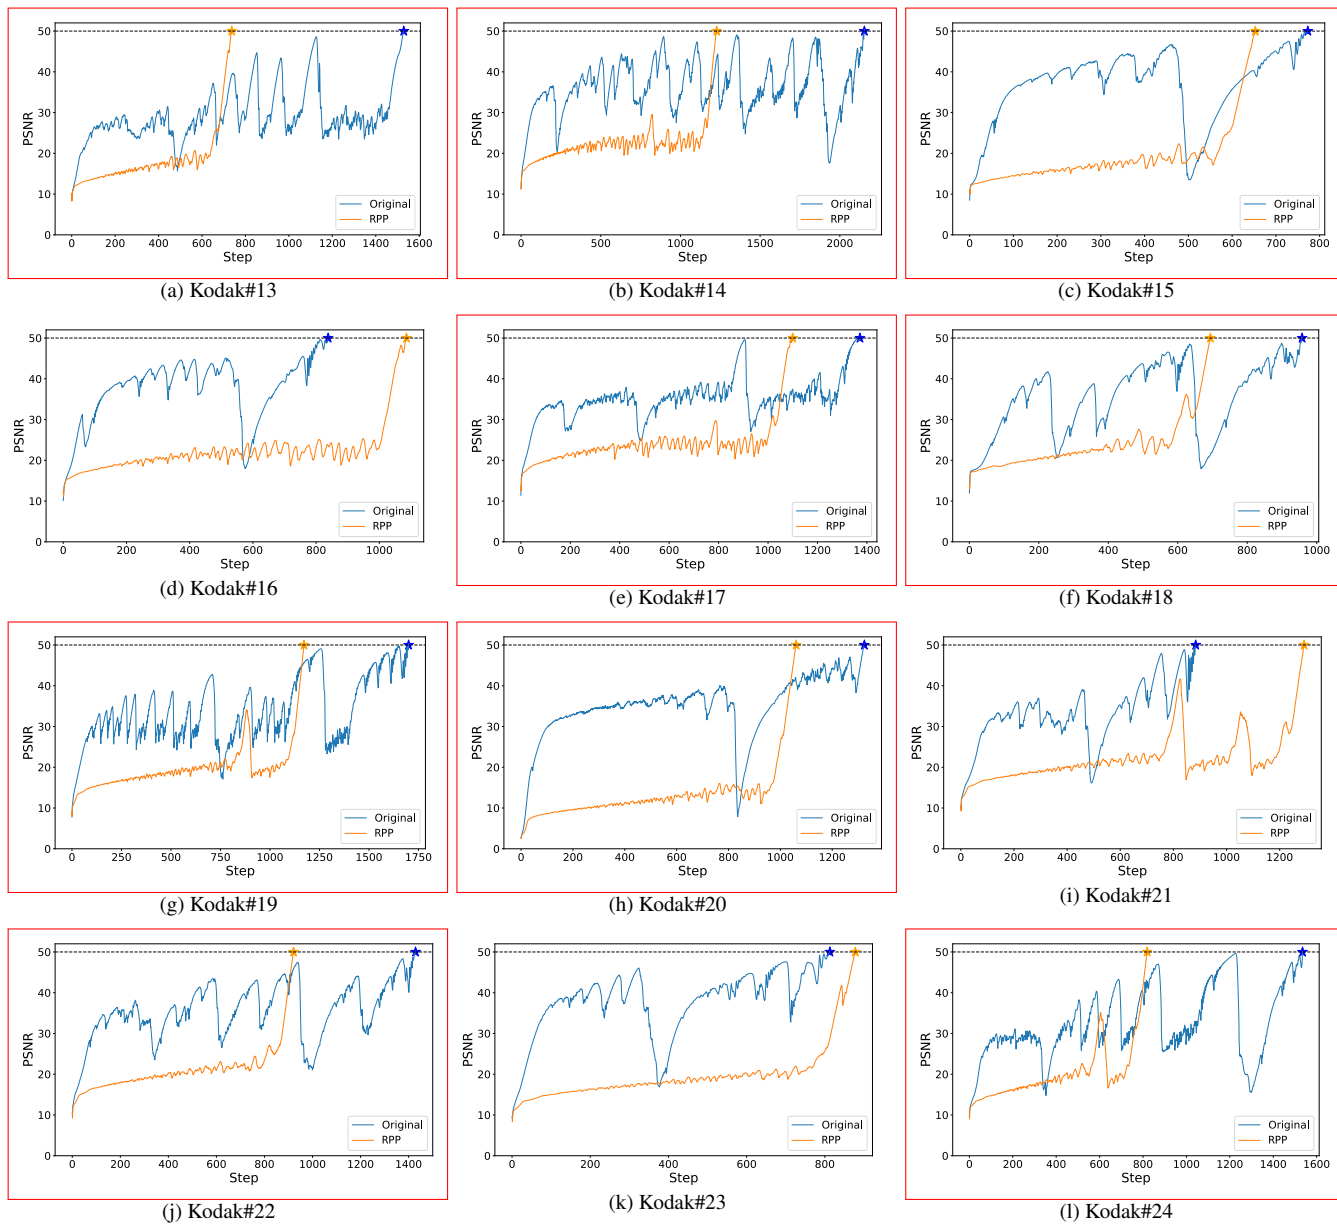 50
40
30
20
10
0
PSNR
Original
RPP
0 200 400 600 800 1000 1200 1400 1600
Step
(a) Kodak#13
50
40
30
20
10
0
PSNR
Original
RPP
500 1000 1500 2000
Step
(b) Kodak#14
50
40
30
20
10
0
PSNR
Original
RPP
0 100 200 300 400 500 600 700 800
Step
(c) Kodak#15
50
40
30
20
10
0
PSNR
Original
RPP
0 200 400 600 800 1000
Step
(d) Kodak#16
50
40
30
20
10
0
PSNR
Original
RPP
0 200 400 600 800 1000 1200 1400
Step
(e) Kodak#17
50
40
30
20
10
0
PSNR
Original
RPP
0 200 400 600 800 1000
Step
(f) Kodak#18
50
40
30
20
10
0
PSNR
Original
RPP
0 250 500 750 1000 1250 1500 1750
Step
(g) Kodak#19
50
40
30
20
10
0
PSNR
Original
RPP
0 200 400 600 800 1000 1200
Step
(h) Kodak#20
50
40
30
20
10
0
PSNR
Original
RPP
0 200 400 600 800 1000 1200
Step
(i) Kodak#21
50
40
30
20
10
0
PSNR
Original
RPP
0 200 400 600 800 1000 1200 1400
Step
(j) Kodak#22
50
40
30
20
10
0
PSNR
Original
RPP
0 200 400 600 800
Step
(k) Kodak#23
50
40
30
20
10
0
PSNR
Original
RPP
0 200 400 600 800 1000 1200 1400 1600
Step
(l) Kodak#24